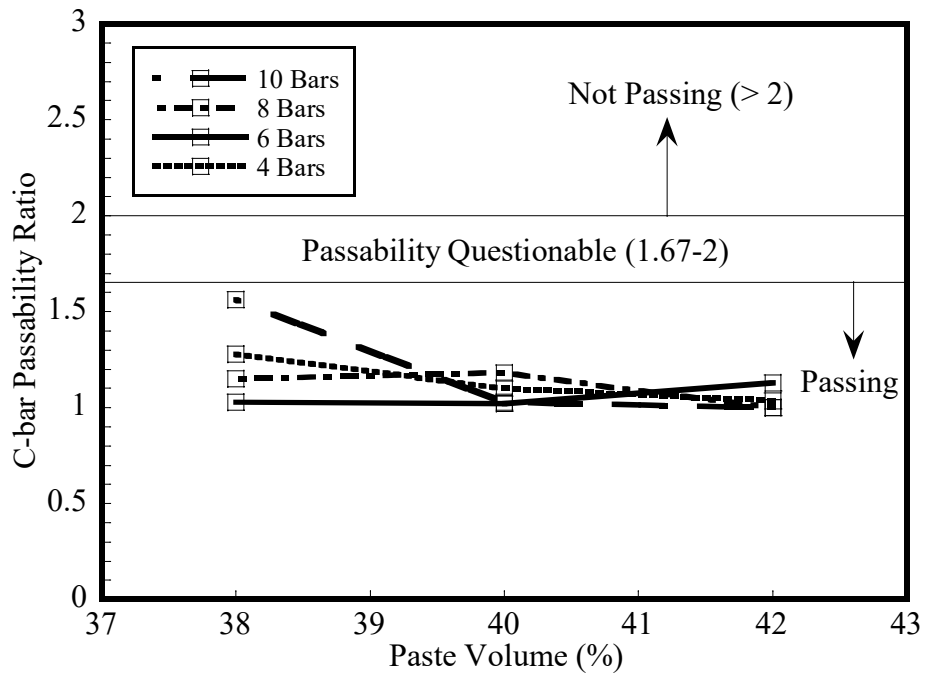 3
2.5
2
1.5
1
0.5
0
C-bar Passability Ratio
10 Bars
8 Bars
6 Bars
4 Bars
Not Passing (> 2)
Passability Questionable (1.67-2)
Passing
37 38 39 40 41 42 43
Paste Volume (%)